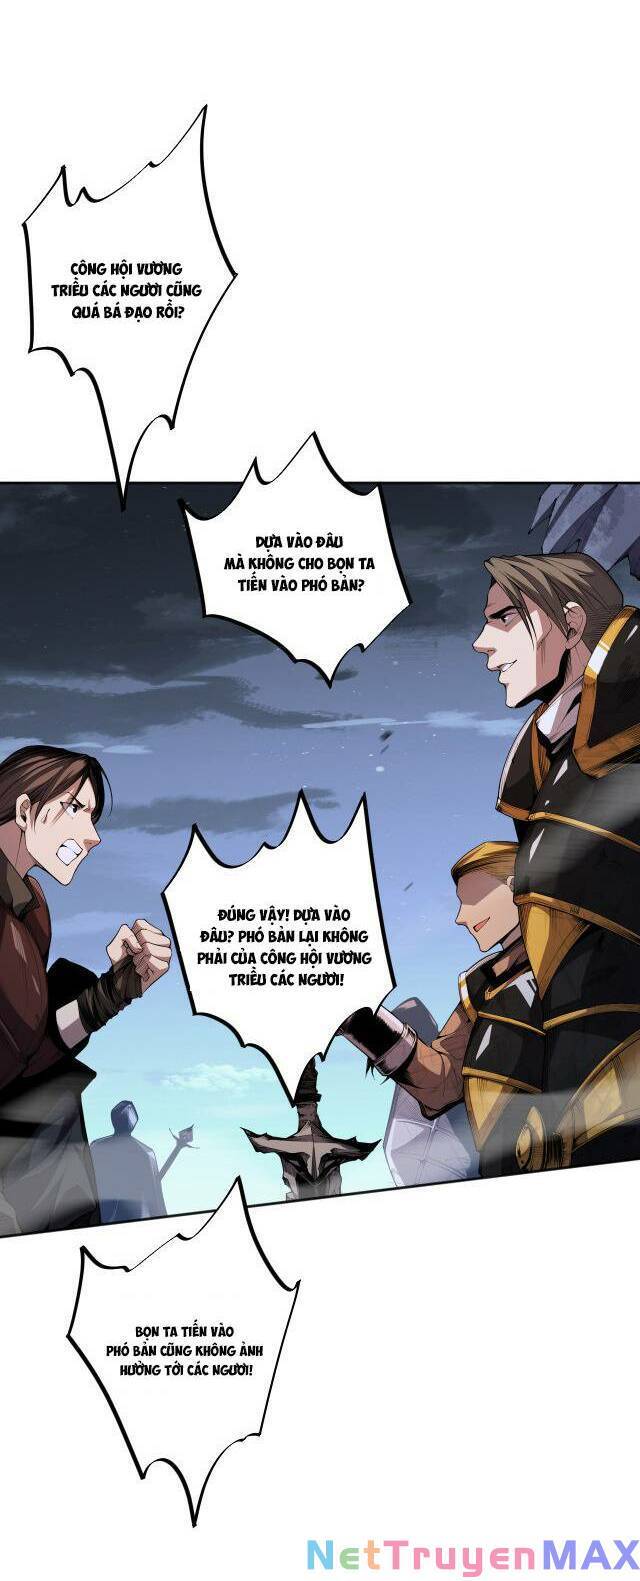 CÔNG HỘI VƯƠNG
TRIỀU CÁC NGƯƠI CŨNG
QUÁ BÁ ĐẠO RỒI?
DỰA VÀO ĐÂU
MÀ KHÔNG CHO BỌN TA
TIẾN VÀO PHÓ BẢN?
ĐÚNG VẬY! DỰA VÀO
ĐÂU? PHÓ BẢN LẠI KHÔNG
PHẢI CỦA CÔNG HỘI VƯƠNG
TRIỀU CÁC NGƯƠI!
BỌN TA TIẾN VÀO
PHÓ BẢN CŨNG KHÔNG ẢNH
HƯỞNG TỚI CÁC NGƯƠI!
NetTruyenMAX